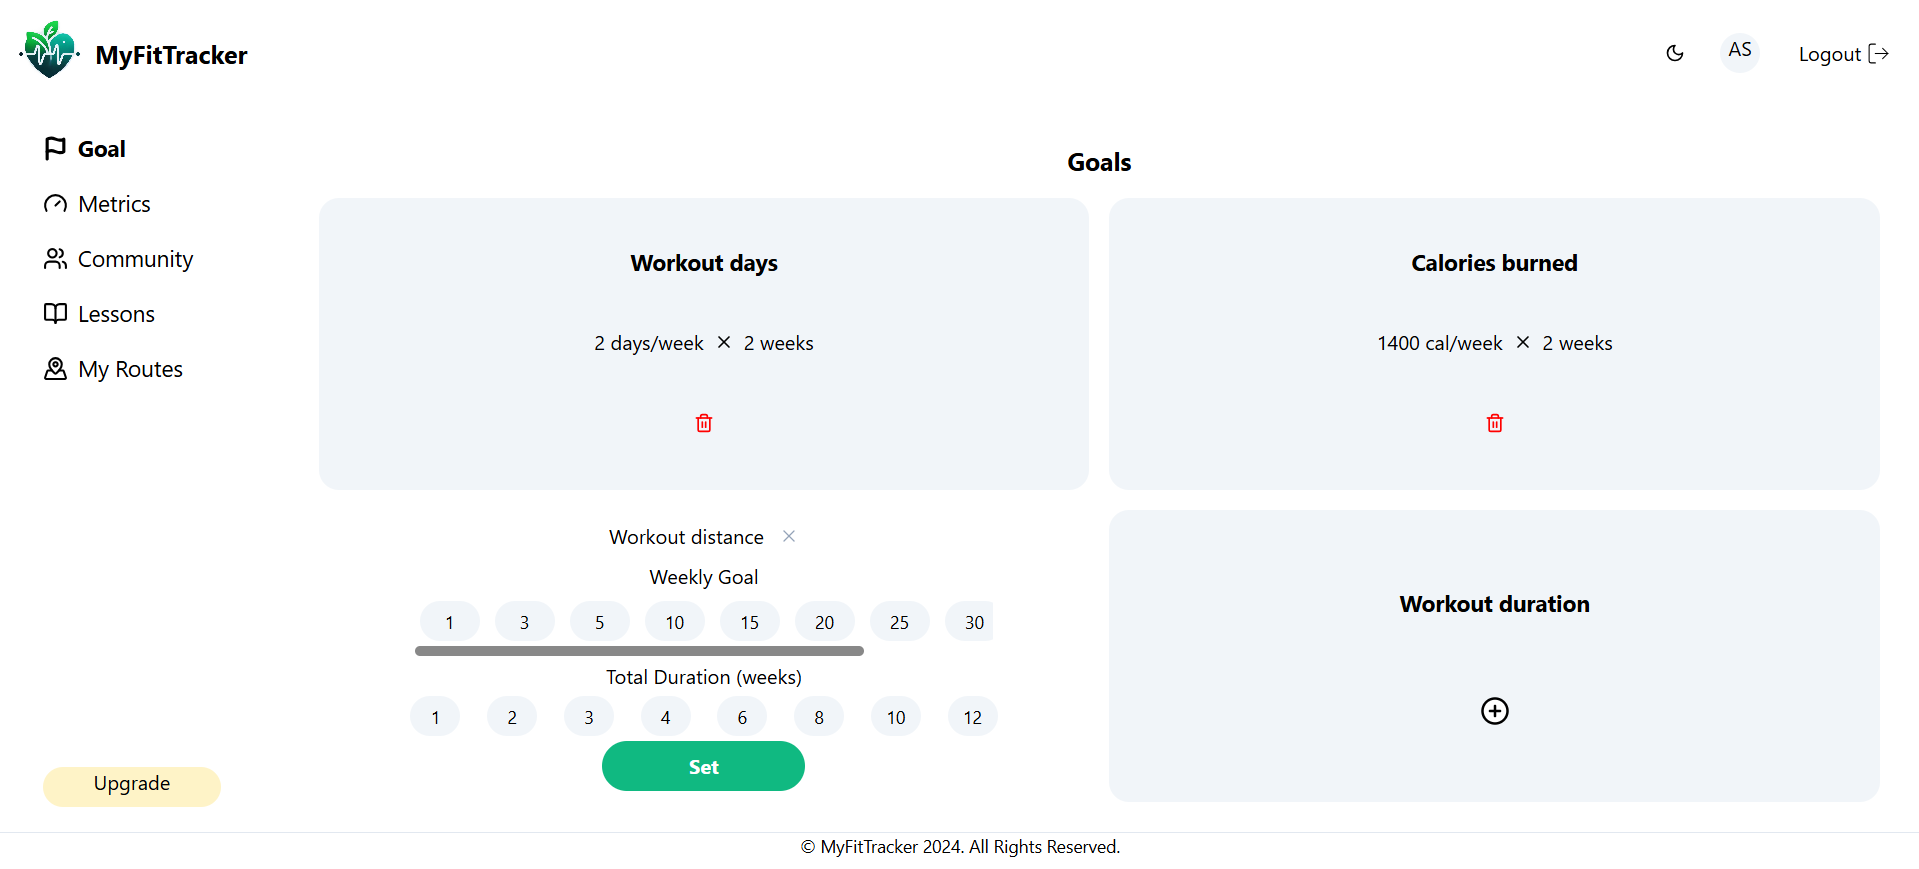 MyFitTracker
AS
Logout
Goal
Metrics
Community
Lessons
My Routes
Upgrade
Goals
Workout days
2 days/week × 2 weeks
Calories burned
1400 cal/week × 2 weeks
Workout distance ×
Weekly Goal
1 3 5 10 15 20 25 30
Total Duration (weeks)
1 2 3 4 6 8 10 12
Set
Workout duration
© MyFitTracker 2024. All Rights Reserved.